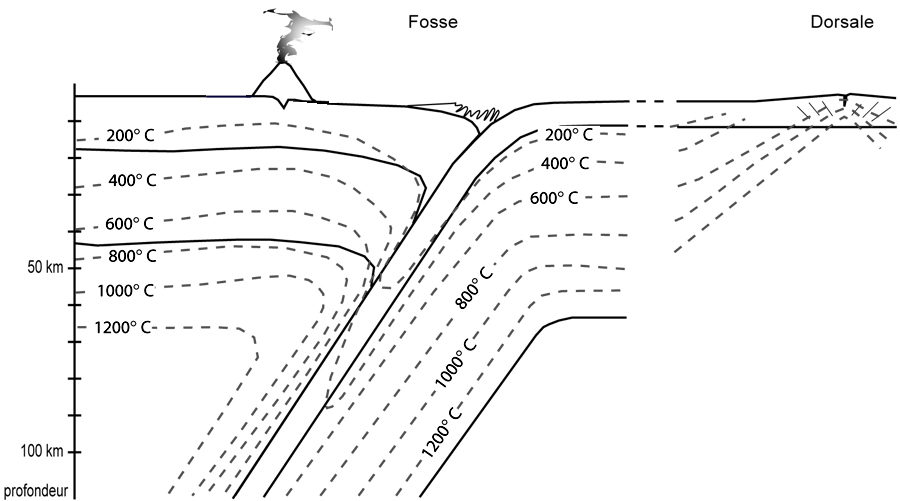 Fosse
Dorsale
200° C
200° C
400° C
400° C
600° C
600° C
800° C
50 km
1000° C
800° C
1200° C
1000° C
1200° C
100 km
profondeur